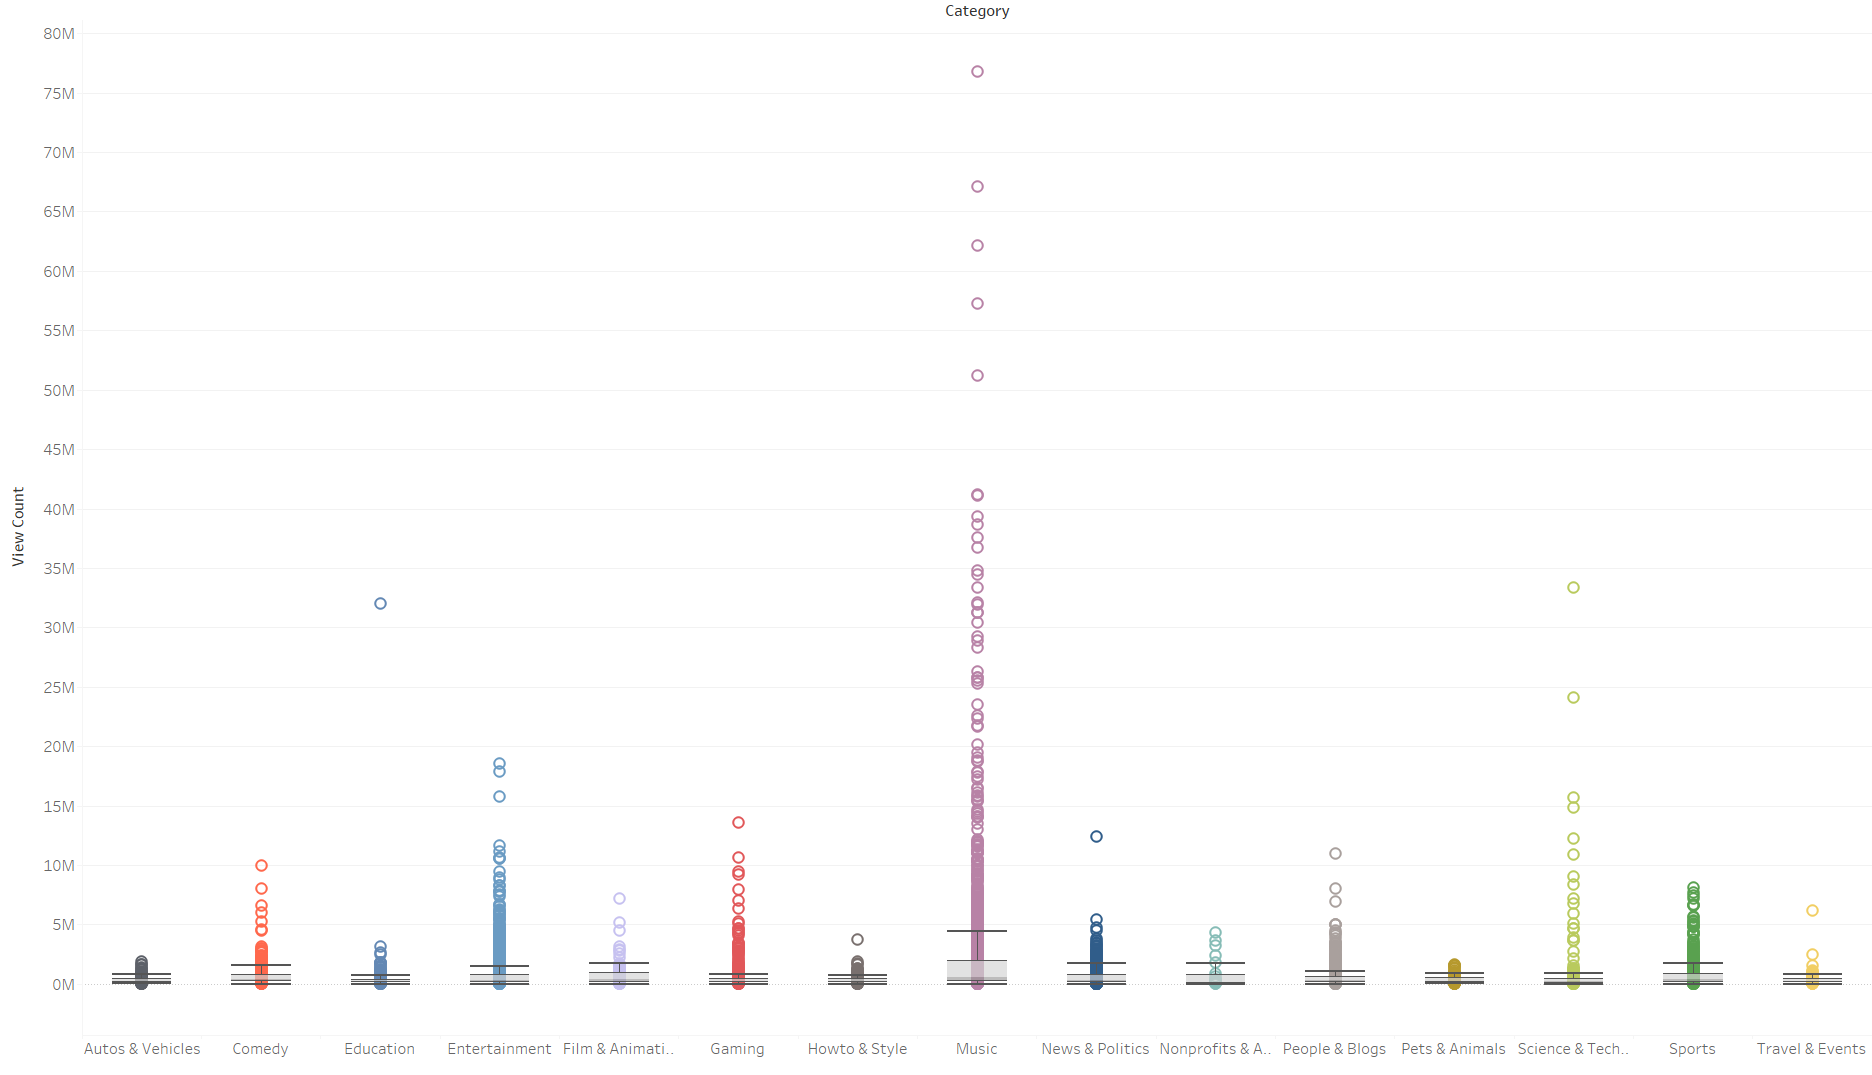 Category
80M
75M
70M
65M
60M
55M
50M
45M
40M
35M
30M
25M
20M
15M
10M
5M
0M
View Count
Autos & Vehicles
Comedy
Education
Entertainment
Film & Animati..
Gaming
Howto & Style
Music
News & Politics
Nonprofits & A..
People & Blogs
Pets & Animals
Science & Tech..
Sports
Travel & Events